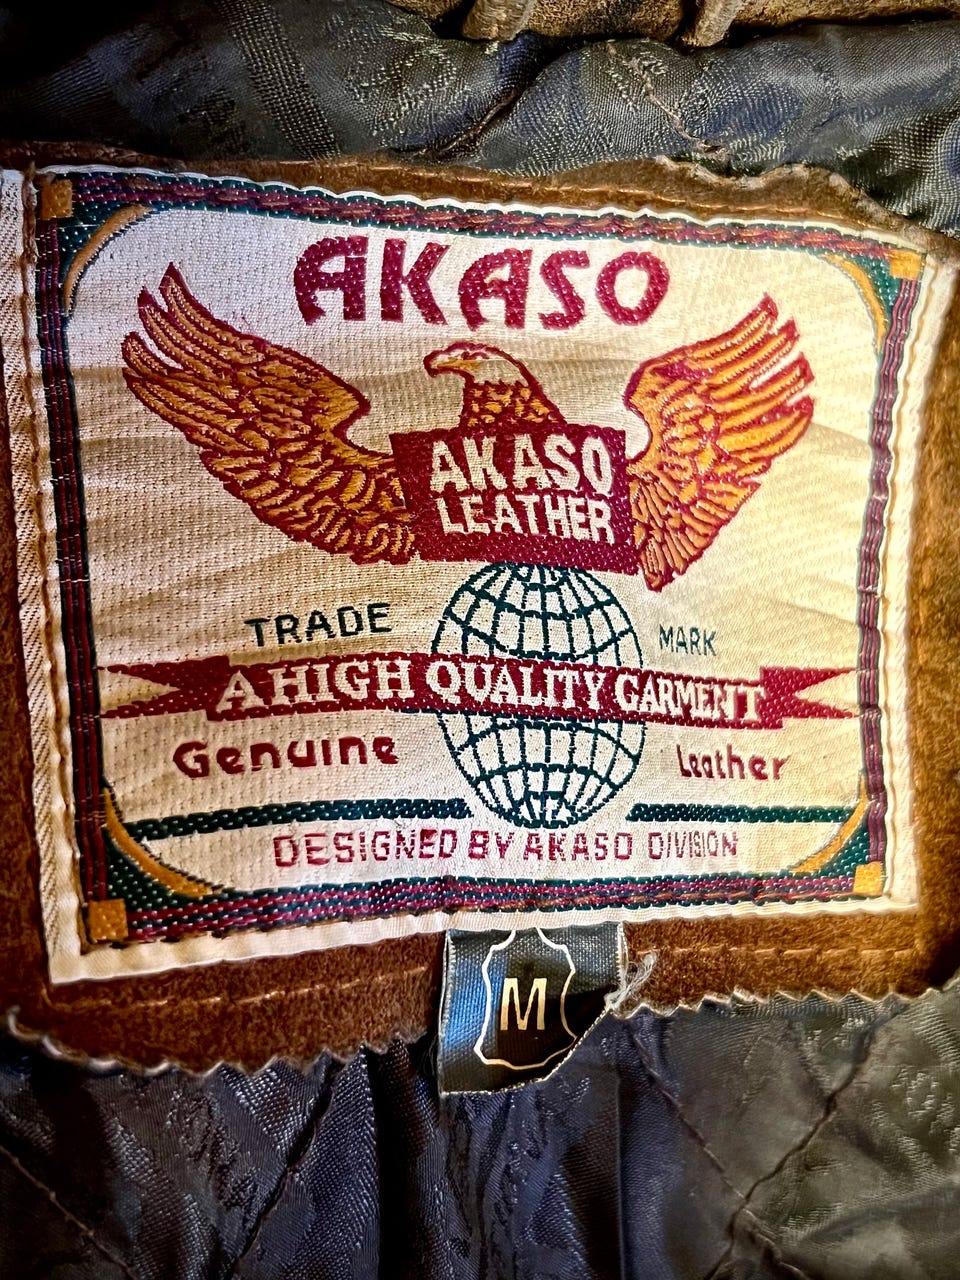 AKASO
AKASO
LEATHER
TRADE MARK
A HIGH QUALITY GARMENT
Genuine Leather
DESIGNED BY AKASO DIVISION
M